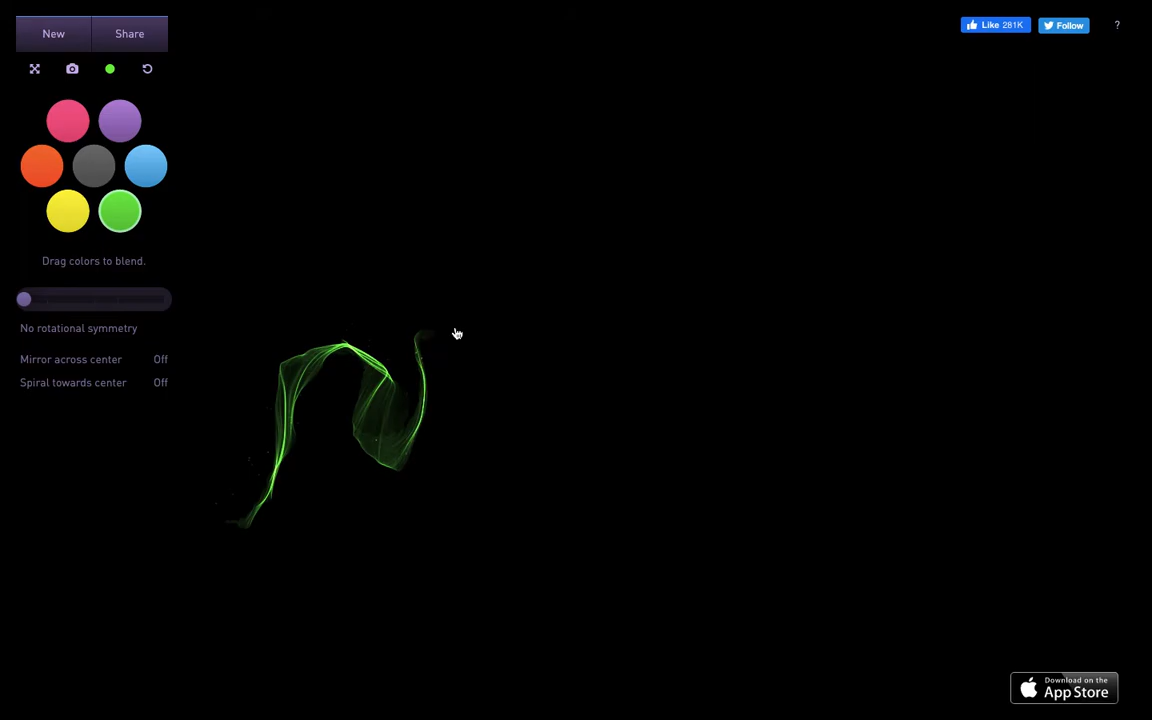 New Share
Like 281K Follow ?
Drag colors to blend.
No rotational symmetry
Mirror across center Off
Spiral towards center Off
Download on the
App Store